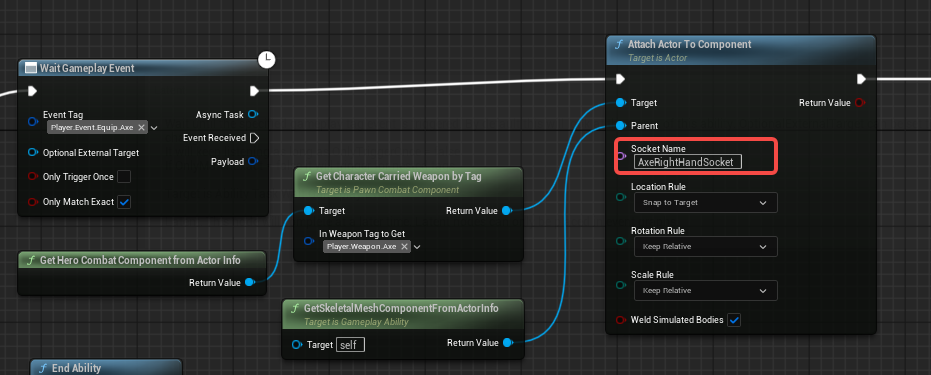 Wait Gameplay Event
Event Tag
Player.Event.Equip.Axe
Optional External Target
Only Trigger Once
Only Match Exact
Async Task
Event Received
Payload
Get Hero Combat Component from Actor Info
Return Value
Get Character Carried Weapon by Tag
Target is Pawn Combat Component
Target
Return Value
In Weapon Tag to Get
Player.Weapon.Axe
GetSkeletalMeshComponentFromActorInfo
Target is Gameplay Ability
Target self
Return Value
End Ability
Attach Actor To Component
Target is Actor
Target
Return Value
Parent
Socket Name
AxeRightHandSocket
Location Rule
Snap to Target
Rotation Rule
Keep Relative
Scale Rule
Keep Relative
Weld Simulated Bodies